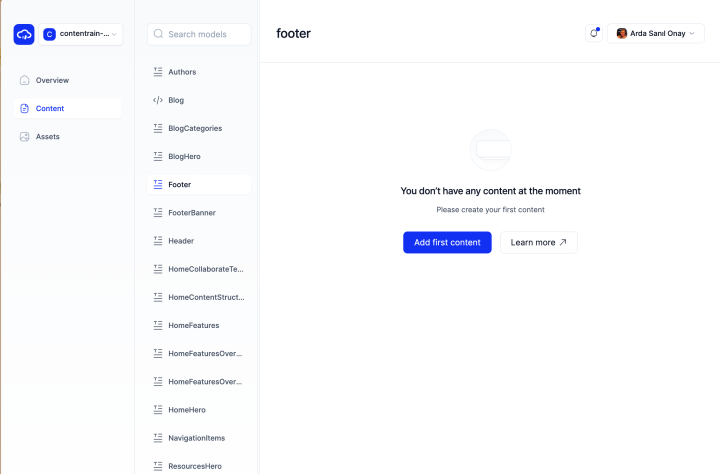 C contentrain-...
Overview
Content
Assets
Search models
Authors
Blog
BlogCategories
BlogHero
Footer
FooterBanner
Header
HomeCollaborateTe...
HomeContentStruct...
HomeFeatures
HomeFeaturesOver...
HomeFeaturesOver...
HomeHero
NavigationItems
ResourcesHero
footer
Arda Sanıl Onay
You don't have any content at the moment
Please create your first content
Add first content
Learn more